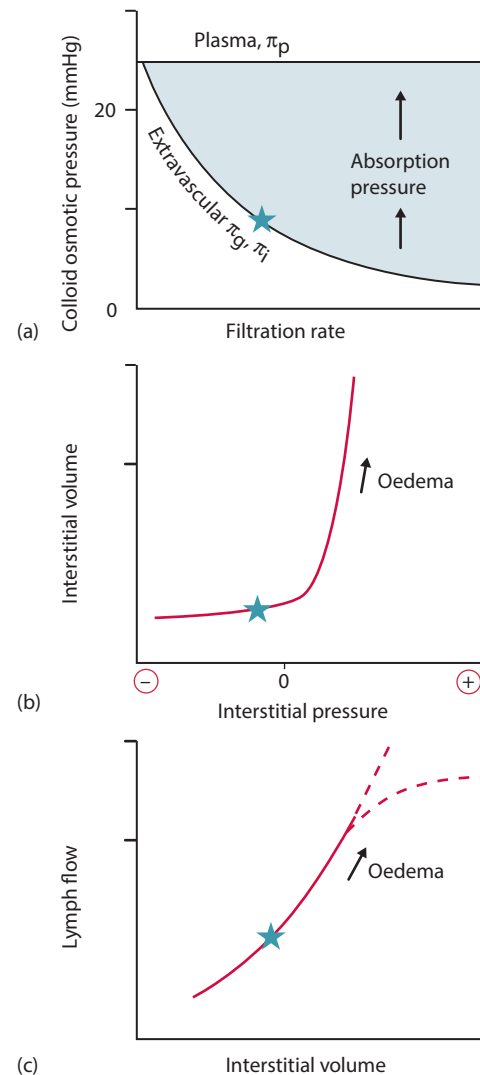 Plasma, πp
Colloid osmotic pressure (mmHg)
20
0
Extravascular πg, πi
Absorption
pressure
(a)
Filtration rate
Interstitial volume
Oedema
−
0
+
(b)
Interstitial pressure
Lymph flow
Oedema
(c)
Interstitial volume